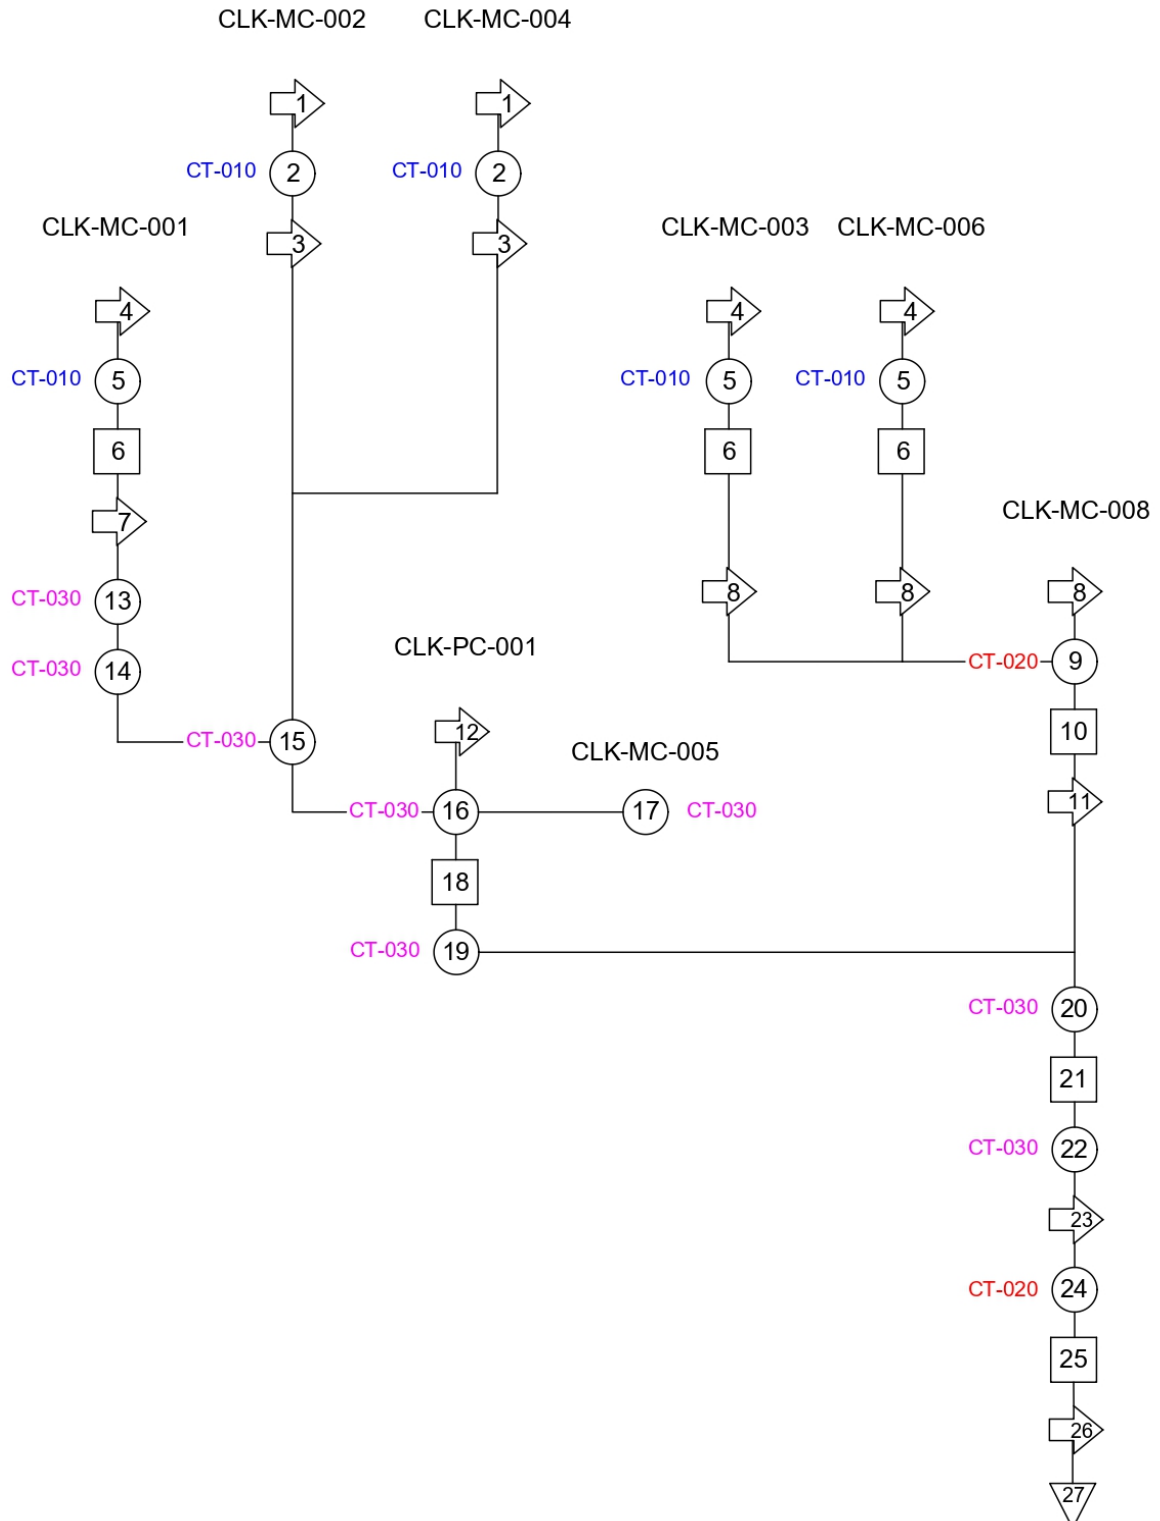 CLK-MC-002 CLK-MC-004
1 1
CT-010 2 CT-010 2
CLK-MC-001 3 3 CLK-MC-003 CLK-MC-006
4 4 4
CT-010 5 CT-010 5 CT-010 5
6 6 6
CLK-MC-008
7
13 8 8 8
CT-030
CLK-PC-001
CT-030 14 CT-020 9
12 10
CT-030 15 CLK-MC-005
11
CT-030 16 17 CT-030
18
CT-030 19
CT-030 20
21
CT-030 22
23
CT-020 24
25
26
27